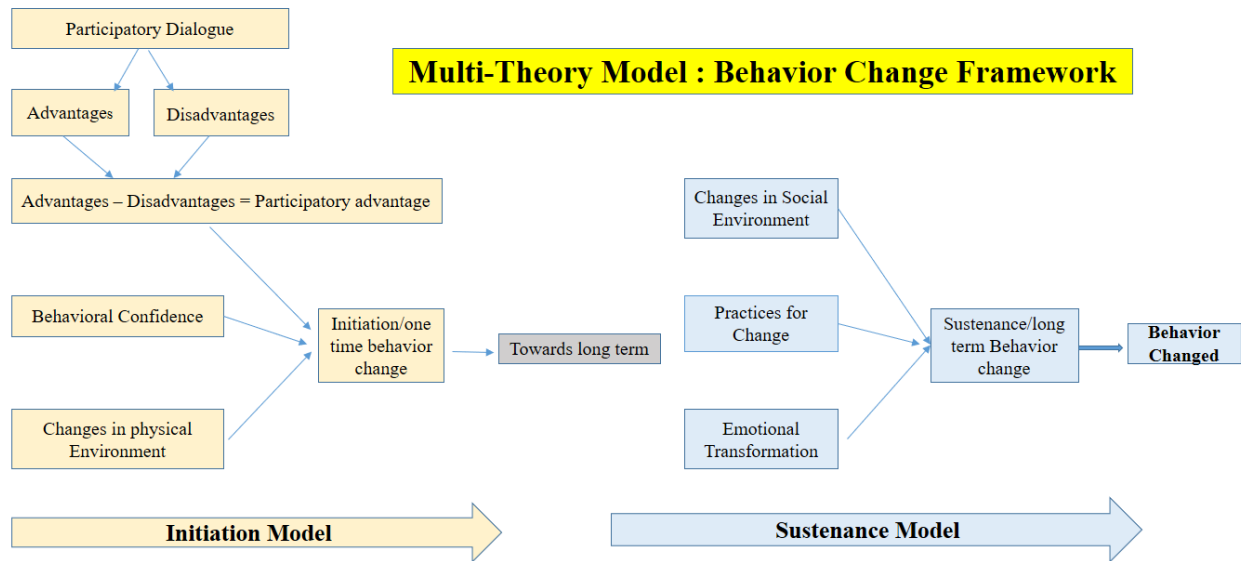 Participatory Dialogue
Multi-Theory Model : Behavior Change Framework
Advantages
Disadvantages
Advantages – Disadvantages = Participatory advantage
Behavioral Confidence
Changes in physical
Environment
Initiation/one
time behavior
change
Towards long term
Changes in Social
Environment
Practices for
Change
Emotional
Transformation
Sustenance/long
term Behavior
change
Behavior
Changed
Initiation Model
Sustenance Model